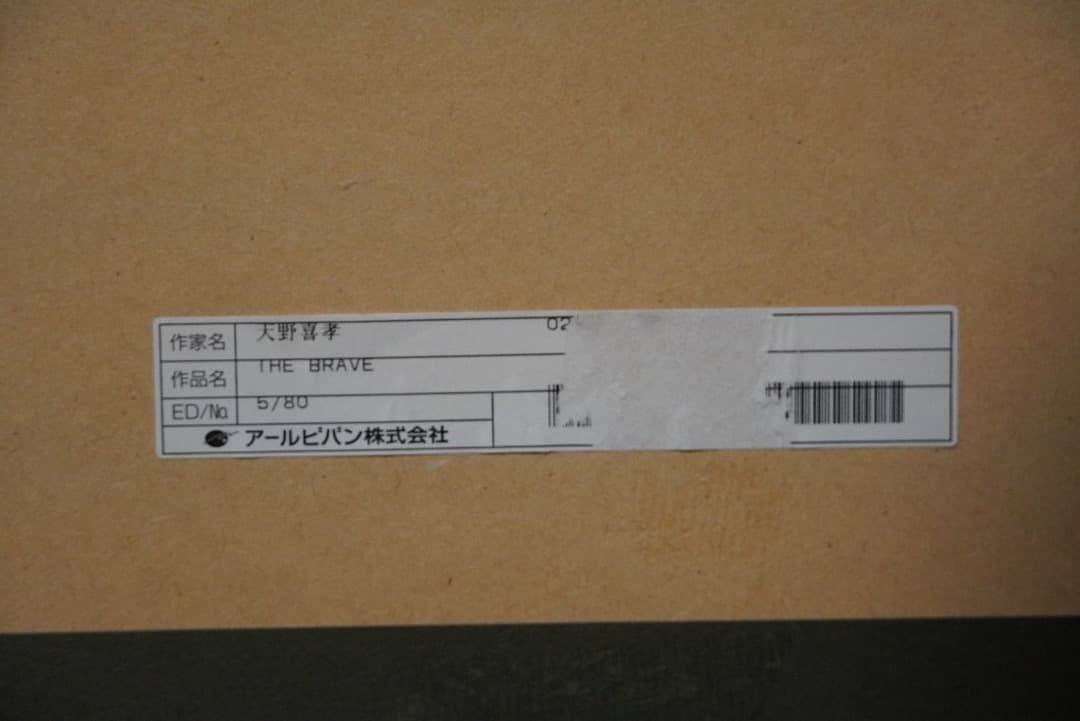 作家名 天野喜孝 02
作品名 THE BRAVE
ED/No. 5/80
アールビバン株式会社